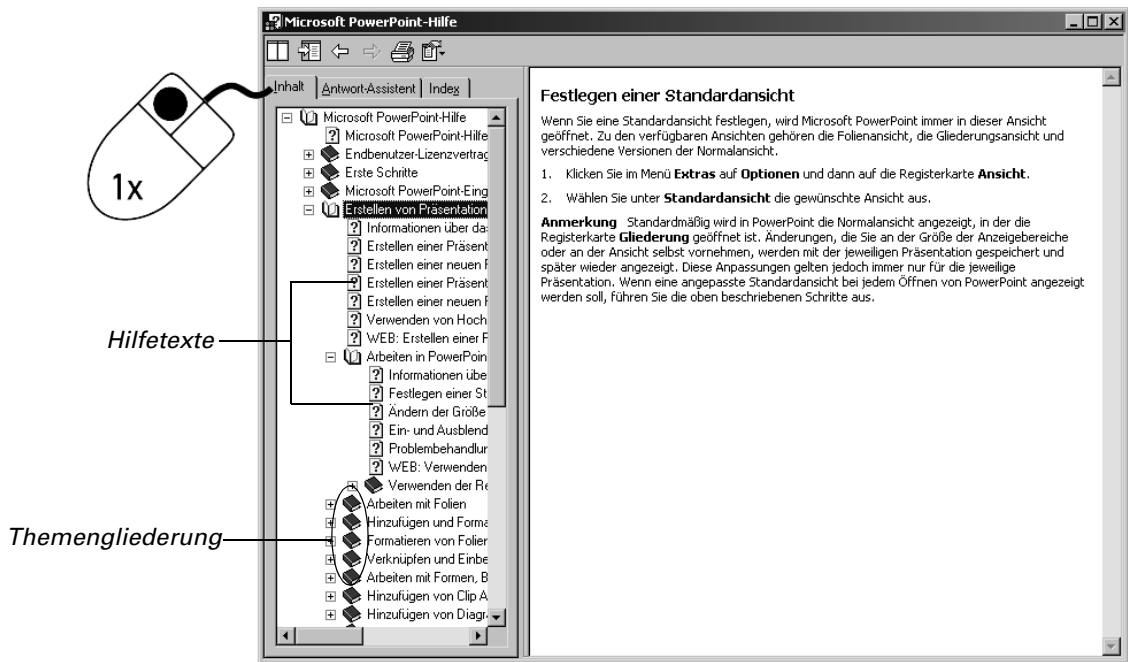 Microsoft PowerPoint-Hilfe
Inhalt
Antwort-Assistent
Index
1x
Microsoft PowerPoint-Hilfe
Microsoft PowerPoint-Hilfe
Endbenutzer-Lizenzvertrag
Erste Schritte
Microsoft PowerPoint-Eing
Erstellen von Präsentation
Informationen über da
Erstellen einer Präsent
Erstellen einer neuen
Erstellen einer Präsent
Erstellen einer neuen
Verwenden von Hoch
WEB: Erstellen einer
Arbeiten in PowerPoin
Informationen übe
Festlegen einer St
Ändern der Größe
Ein- und Ausblend
Problembehandlun
WEB: Verwenden
Verwenden der Re
Arbeiten mit Folien
Hinzufügen und Forma
Formatieren von Folien
Verknüpfen und Einbe
Arbeiten mit Formen, B
Hinzufügen von Clip A
Hinzufügen von Diagr
Hilfetexte
Themengliederung
Festlegen einer Standardansicht
Wenn Sie eine Standardansicht festlegen, wird Microsoft PowerPoint immer in dieser Ansicht
geöffnet. Zu den verfügbaren Ansichten gehören die Folienansicht, die Gliederungsansicht und
verschiedene Versionen der Normalansicht.
1. Klicken Sie im Menü Extras auf Optionen und dann auf die Registerkarte Ansicht.
2. Wählen Sie unter Standardansicht die gewünschte Ansicht aus.
Anmerkung Standardmäßig wird in PowerPoint die Normalansicht angezeigt, in der die
Registerkarte Gliederung geöffnet ist. Änderungen, die Sie an der Größe der Anzeigebereiche
oder an der Ansicht selbst vornehmen, werden mit der jeweiligen Präsentation gespeichert und
später wieder angezeigt. Diese Anpassungen gelten jedoch immer nur für die jeweilige
Präsentation. Wenn eine angepasste Standardansicht bei jedem Öffnen von PowerPoint angezeigt
werden soll, führen Sie die oben beschriebenen Schritte aus.